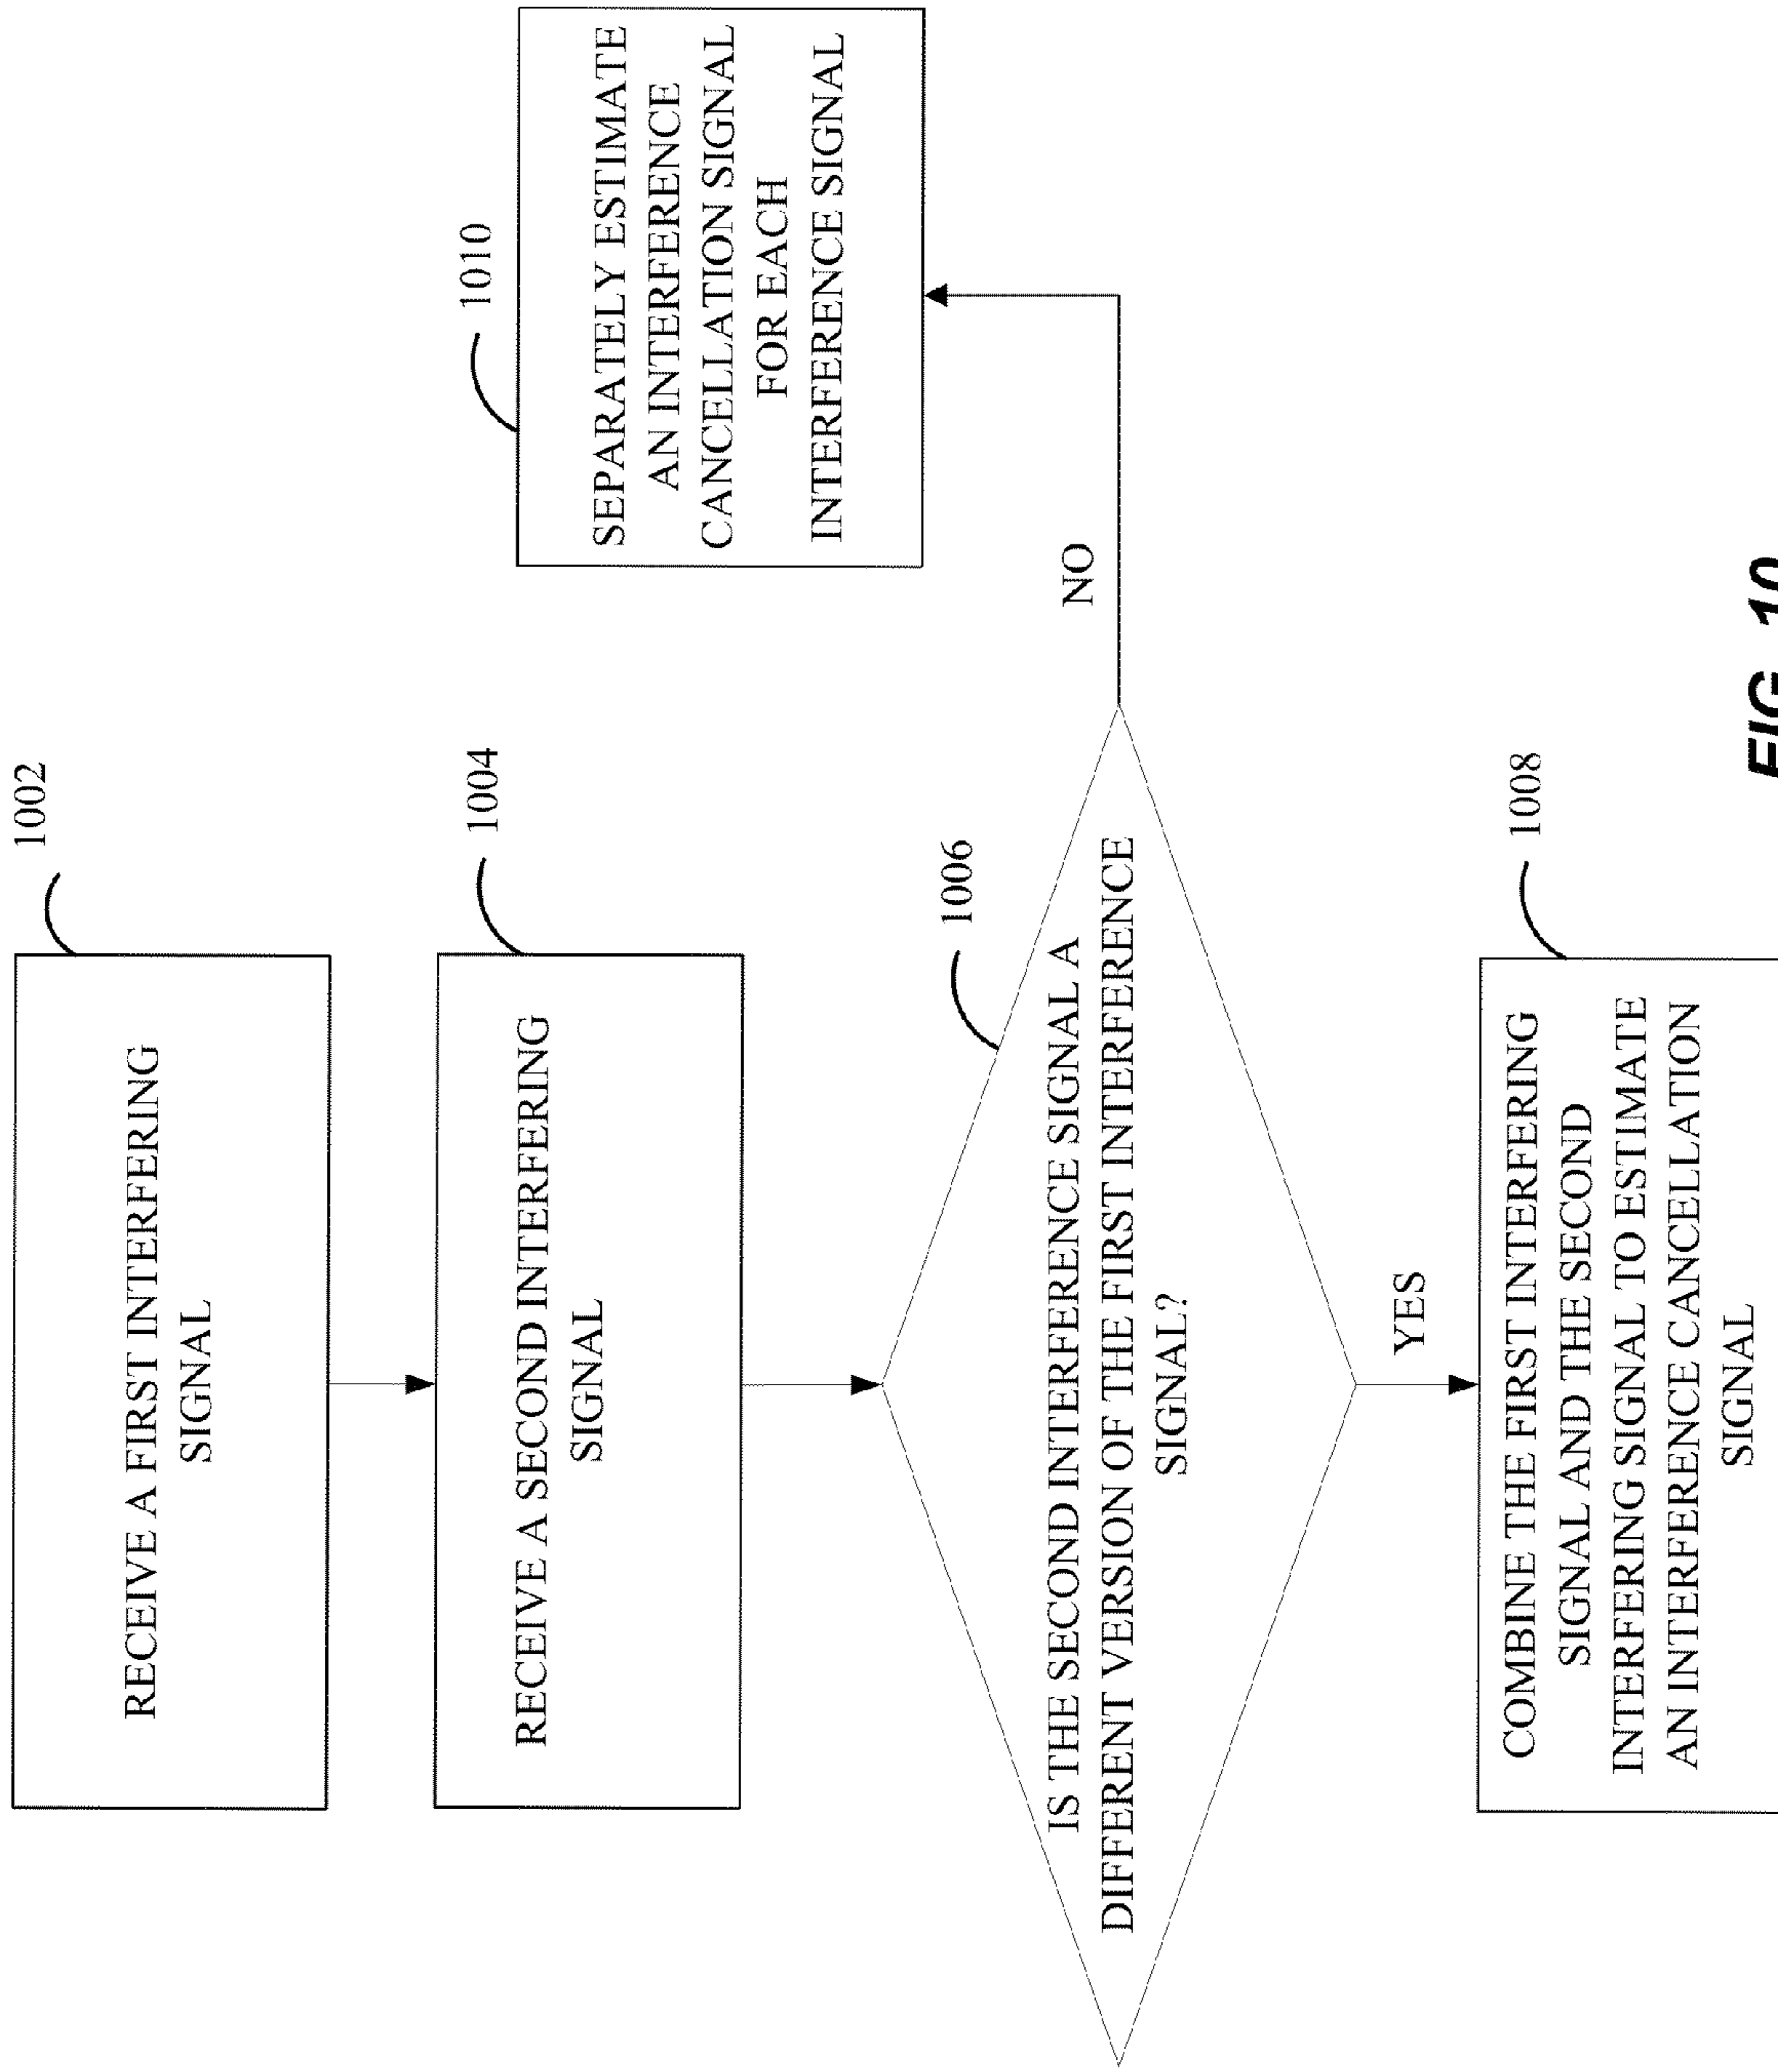 1002
RECEIVE A FIRST INTERFERING
SIGNAL
1004
RECEIVE A SECOND INTERFERING
SIGNAL
1006
IS THE SECOND INTERFERENCE SIGNAL A
DIFFERENT VERSION OF THE FIRST INTERFERENCE
SIGNAL?
NO
1010
SEPARATELY ESTIMATE
AN INTERFERENCE
CANCELLATION SIGNAL
FOR EACH
INTERFERENCE SIGNAL
YES
1008
COMBINE THE FIRST INTERFERING
SIGNAL AND THE SECOND
INTERFERING SIGNAL TO ESTIMATE
AN INTERFERENCE CANCELLATION
SIGNAL
FIG. 10